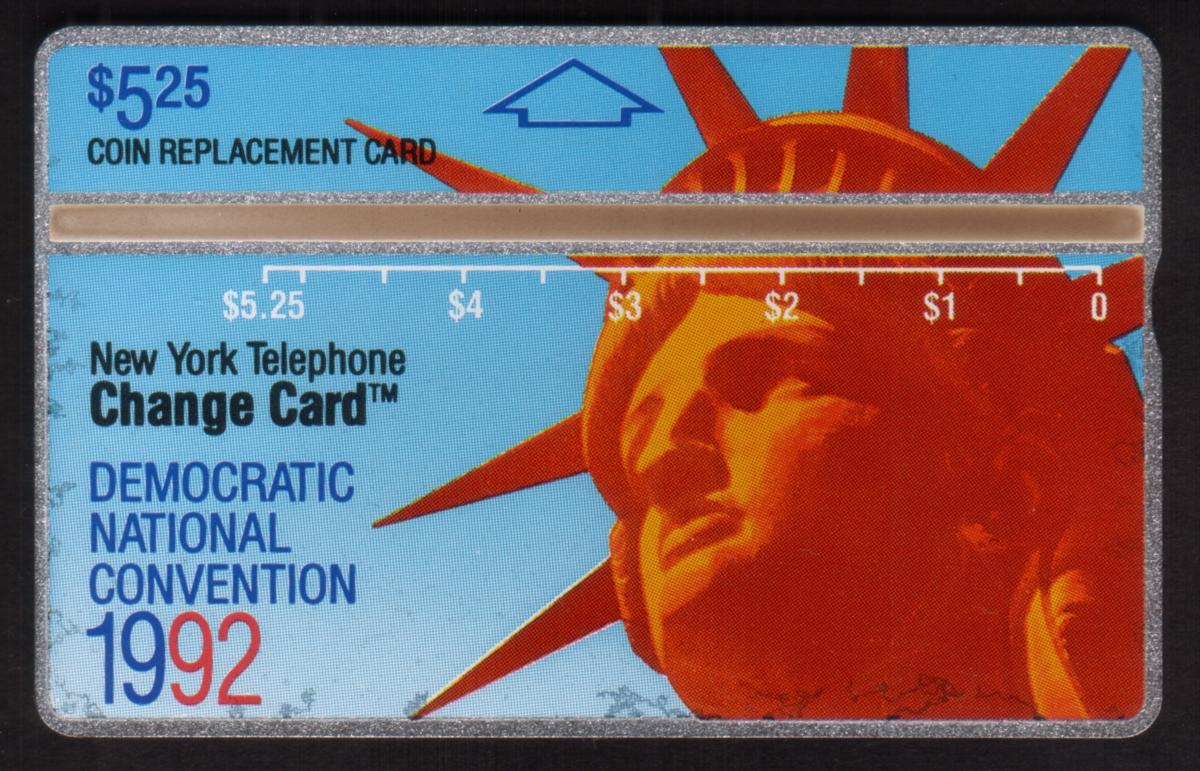 $5.25
COIN REPLACEMENT CARD
$5.25 $4 $3 $2 $1 0
New York Telephone
Change Card™
DEMOCRATIC
NATIONAL
CONVENTION
1992